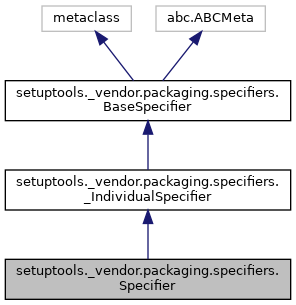 metaclass
abc.ABCMeta
setuptools._vendor.packaging.specifiers.
BaseSpecifier
setuptools._vendor.packaging.specifiers.
_IndividualSpecifier
setuptools._vendor.packaging.specifiers.
Specifier